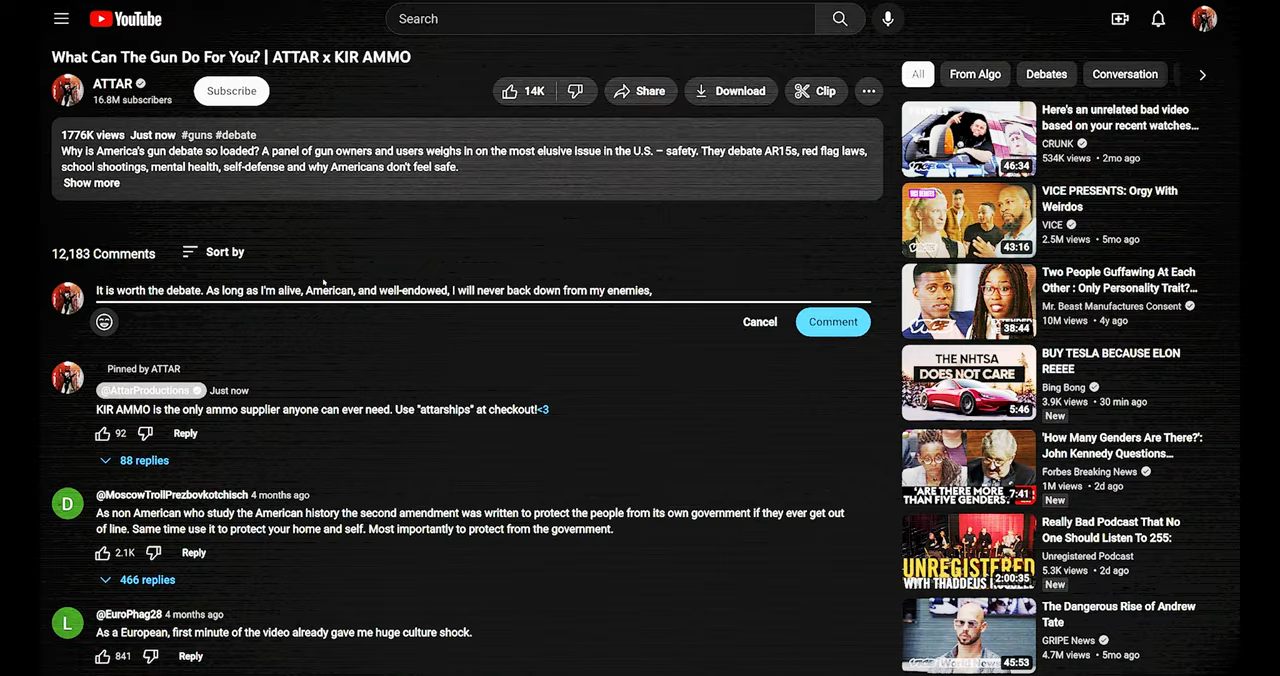 YouTube
Search
What Can The Gun Do For You? | ATTAR x KIR AMMO
ATTAR
16.8M subscribers
Subscribe
14K
Share
Download
Clip
1776K views Just now #guns #debate
Why is America's gun debate so loaded? A panel of gun owners and users weighs in on the most elusive issue in the U.S. – safety. They debate AR15s, red flag laws,
school shootings, mental health, self-defense and why Americans don't feel safe.
Show more
12,183 Comments
Sort by
It is worth the debate. As long as I'm alive, American, and well-endowed, I will never back down from my enemies,
Cancel
Comment
Pinned by ATTAR
@AttarProductions
Just now
KIR AMMO is the only ammo supplier anyone can ever need. Use "attarships" at checkout!<3
92
Reply
88 replies
D
@MoscowTrollPrezbovkotchisch 4 months ago
As non American who study the American history the second amendment was written to protect the people from its own government if they ever get out
of line. Same time use it to protect your home and self. Most importantly to protect from the government.
2.1K
Reply
466 replies
L
@EuroPhag28 4 months ago
As a European, first minute of the video already gave me huge culture shock.
841
Reply
All
From Algo
Debates
Conversation
46:34
Here's an unrelated bad video
based on your recent watches...
CRUNK
534K views • 2mo ago
43:16
VICE PRESENTS: Orgy With
Weirdos
VICE
2.5M views • 5mo ago
38:44
Two People Guffawing At Each
Other : Only Personality Trait?...
Mr. Beast Manufactures Consent
10M views • 4y ago
THE NHTSA
DOES NOT CARE
5:46
BUY TESLA BECAUSE ELON
REEEE
Bing Bong
3.9K views • 30 min ago
New
'ARE THERE MORE
THAN FIVE GENDERS.
7:41
'How Many Genders Are There?':
John Kennedy Questions...
Forbes Breaking News
1M views • 2d ago
New
UNREGISTERED
WITH THADDEUS
2:00:35
Really Bad Podcast That No
One Should Listen To 255:
Unregistered Podcast
5.3K views • 2d ago
New
45:53
The Dangerous Rise of Andrew
Tate
GRIPE News
4.7M views • 5mo ago